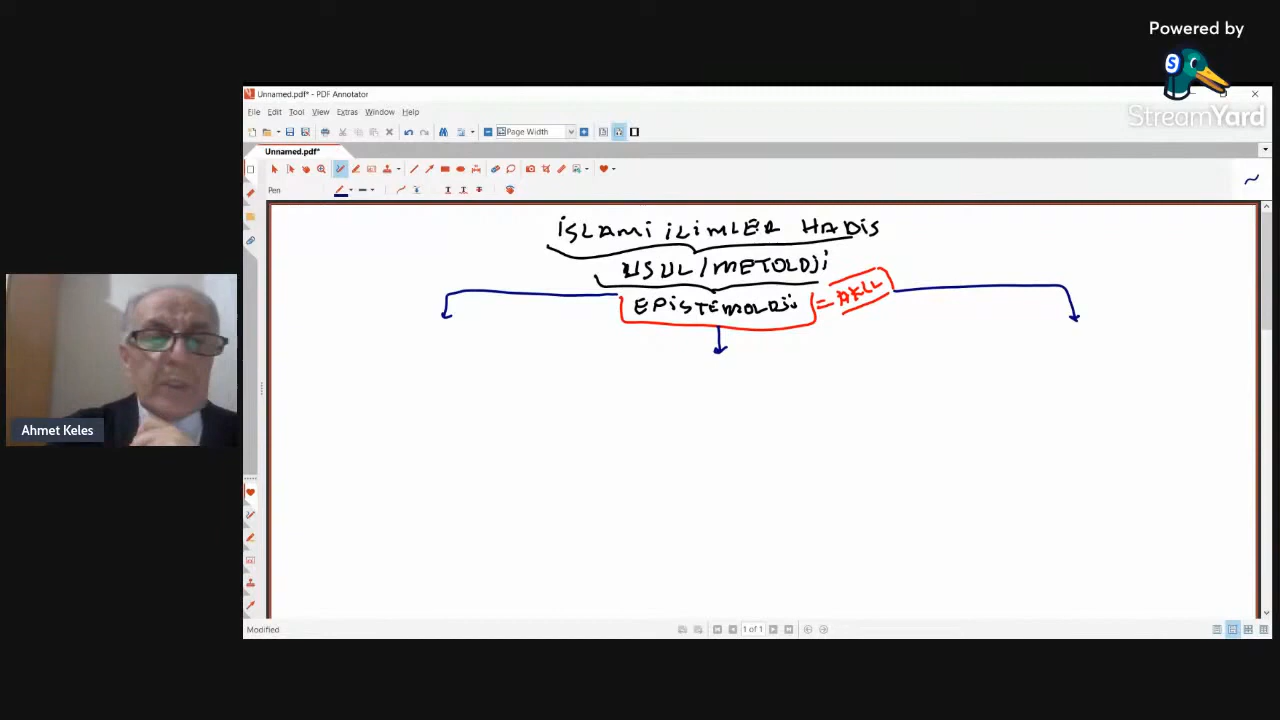 Powered by
StreamYard
Unnamed.pdf* - PDF Annotator
File Edit Tool View Extras Window Help
Page Width
Unnamed.pdf*
Pen
İSLAMİ İLİMLER HADİS
USUL/METOLOJİ
EPİSTEMOLOJİ = AKIL
Ahmet Keles
1 of 1
Modified